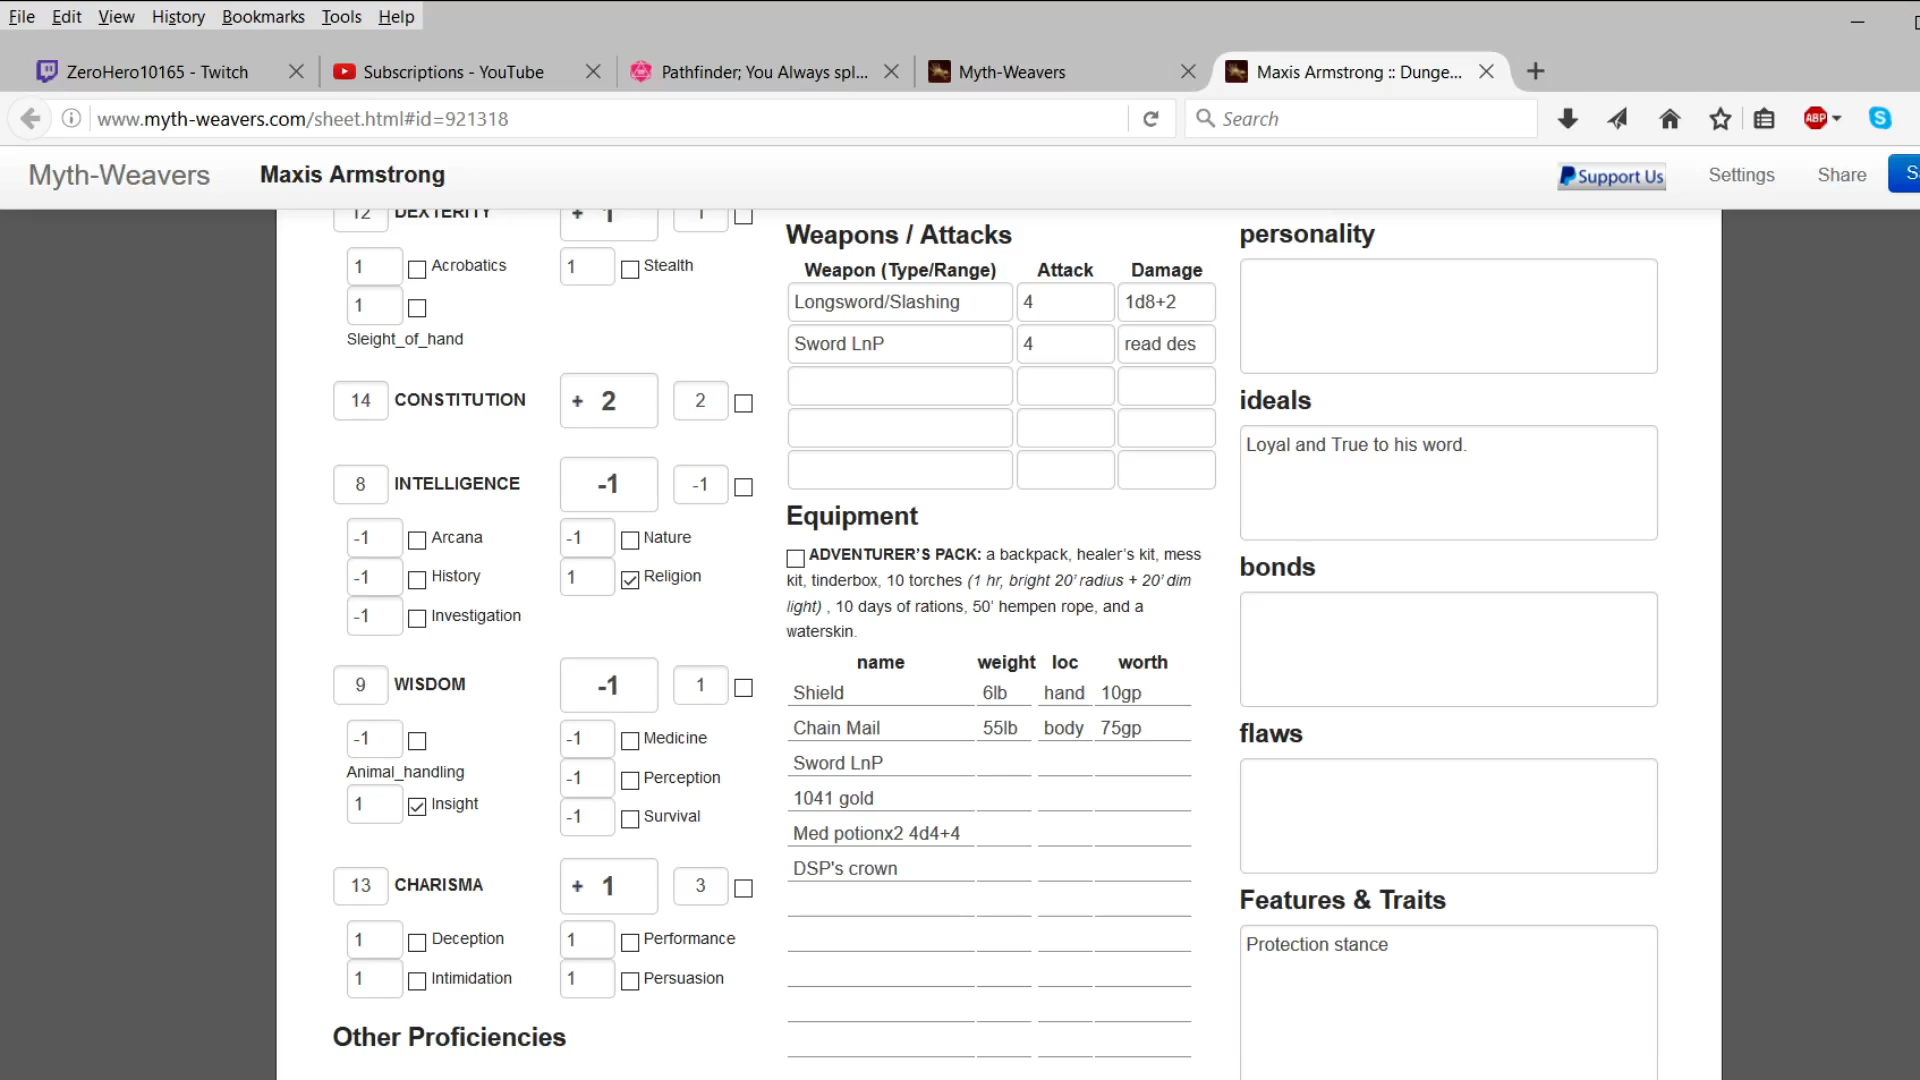 File Edit View History Bookmarks Tools Help
ZeroHero10165 - Twitch
Subscriptions - YouTube
Pathfinder; You Always spl...
Myth-Weavers
Maxis Armstrong :: Dunge...
www.myth-weavers.com/sheet.html#id=921318
Search
ABP
Myth-Weavers
Maxis Armstrong
Support Us
Settings
Share
12 DEXTERITY + 1 1
1 Acrobatics 1 Stealth
1
Sleight_of_hand
14 CONSTITUTION + 2 2
8 INTELLIGENCE -1 -1
-1 Arcana -1 Nature
-1 History 1 Religion
-1 Investigation
9 WISDOM -1 1
-1 -1 Medicine
Animal_handling -1 Perception
1 Insight -1 Survival
13 CHARISMA + 1 3
1 Deception 1 Performance
1 Intimidation 1 Persuasion
Other Proficiencies
Weapons / Attacks
Weapon (Type/Range) Attack Damage
Longsword/Slashing 4 1d8+2
Sword LnP 4 read des
Equipment
ADVENTURER'S PACK: a backpack, healer's kit, mess
kit, tinderbox, 10 torches (1 hr, bright 20' radius + 20' dim
light) , 10 days of rations, 50' hempen rope, and a
waterskin.
name weight loc worth
Shield 6lb hand 10gp
Chain Mail 55lb body 75gp
Sword LnP
1041 gold
Med potionx2 4d4+4
DSP's crown
personality
ideals
Loyal and True to his word.
bonds
flaws
Features & Traits
Protection stance